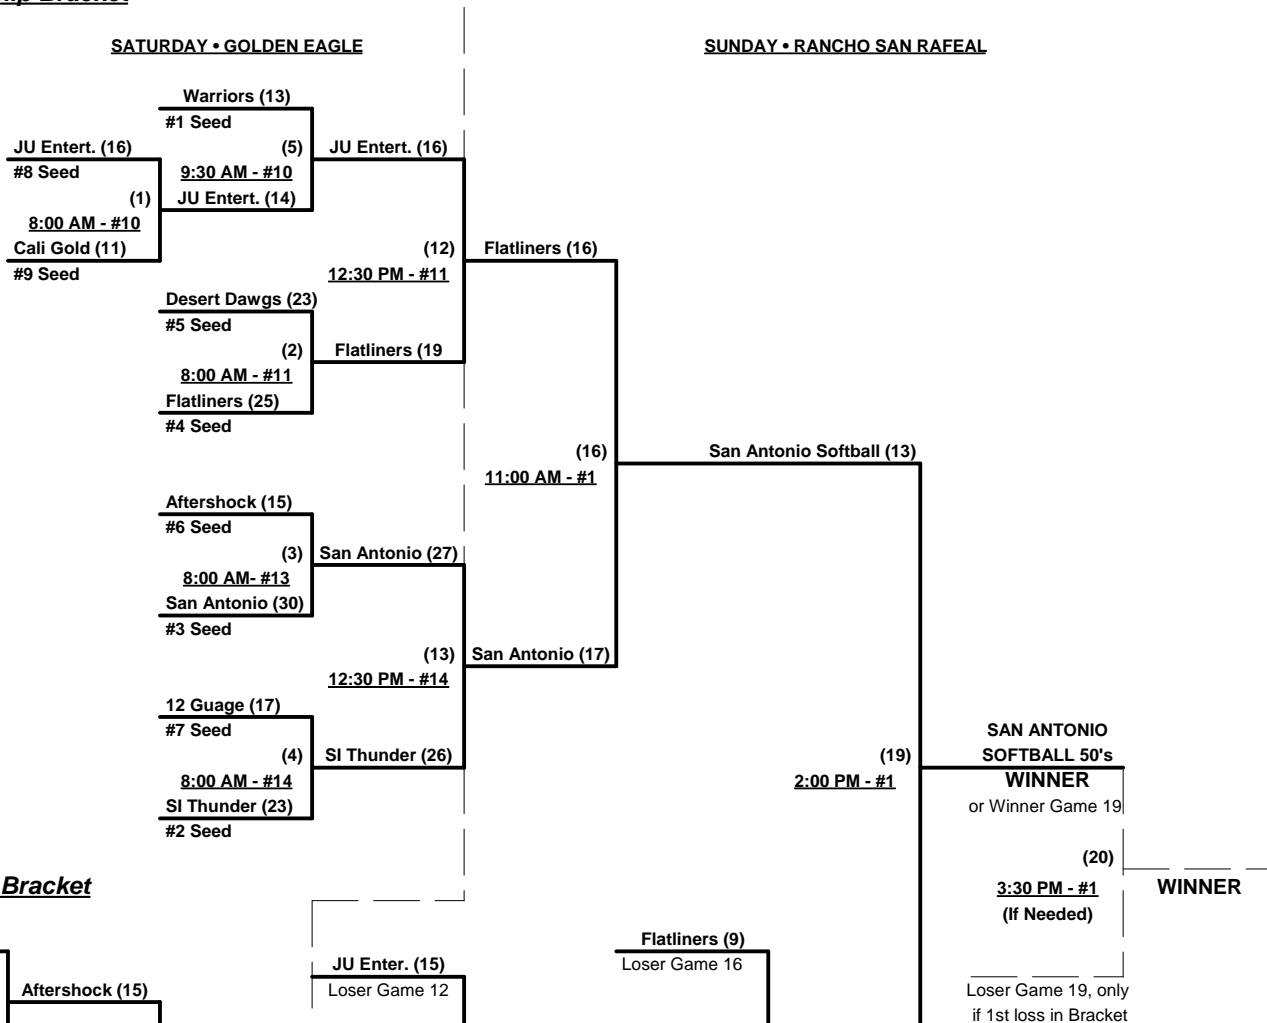 SATURDAY • GOLDEN EAGLE
SUNDAY • RANCHO SAN RAFEAL
Warriors (13)
#1 Seed
JU Entert. (16)
#8 Seed
(5)
9:30 AM - #10
JU Entert. (16)
(1)
8:00 AM - #10
JU Entert. (14)
Cali Gold (11)
#9 Seed
(12)
12:30 PM - #11
Flatliners (16)
Desert Dawgs (23)
#5 Seed
(2)
8:00 AM - #11
Flatliners (19
Flatliners (25)
#4 Seed
(16)
11:00 AM - #1
San Antonio Softball (13)
Aftershock (15)
#6 Seed
(3)
8:00 AM- #13
San Antonio (27)
San Antonio (30)
#3 Seed
(13)
12:30 PM - #14
San Antonio (17)
12 Guage (17)
#7 Seed
(4)
8:00 AM - #14
SI Thunder (26)
SI Thunder (23)
#2 Seed
(19)
2:00 PM - #1
SAN ANTONIO
SOFTBALL 50's
WINNER
or Winner Game 19
(20)
3:30 PM - #1
(If Needed)
WINNER
Bracket
Flatliners (9)
Loser Game 16
JU Enter. (15)
Loser Game 12
Aftershock (15)
Loser Game 19, only
if 1st loss in Bracket